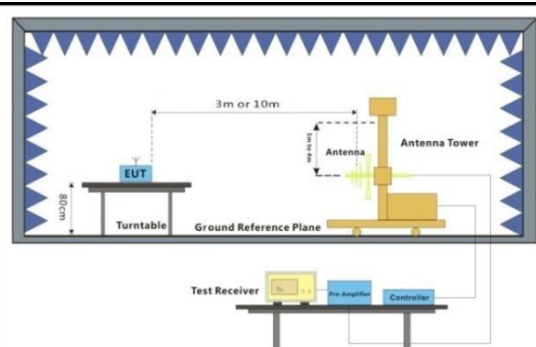 3m or 10m
Antenna
1m to 4m
Antenna Tower
EUT
80cm
Turntable
Ground Reference Plane
Test Receiver
Pre-Amplifier
Controller